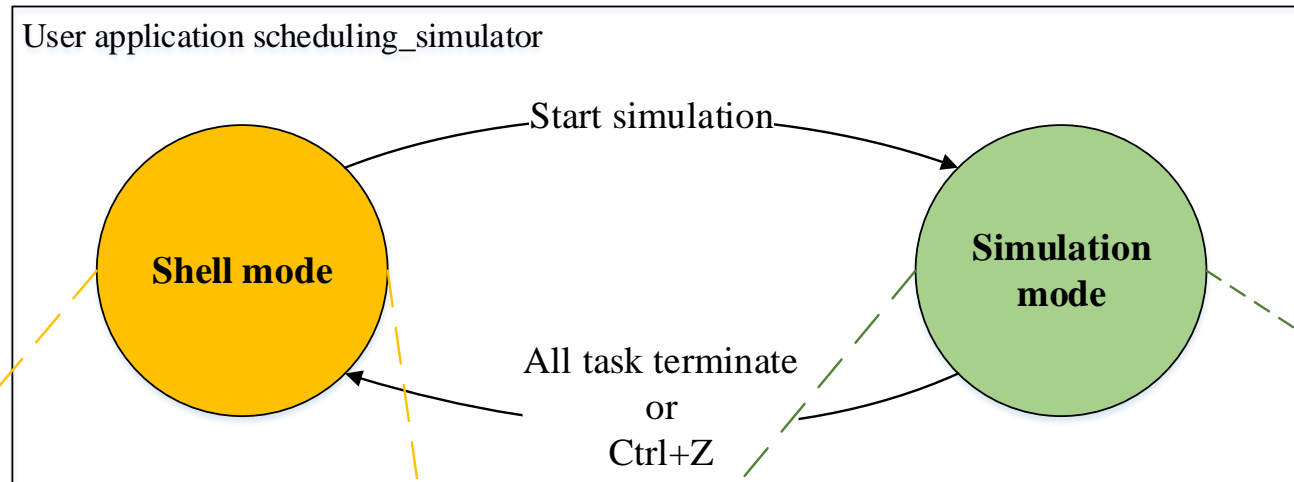 User application scheduling_simulator
Start simulation
Shell mode
Simulation
mode
All task terminate
or
Ctrl+Z